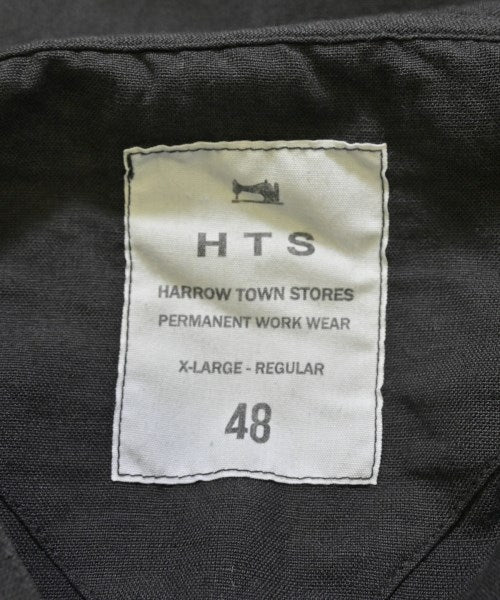 HTS
HARROW TOWN STORES
PERMANENT WORK WEAR
X-LARGE - REGULAR
48